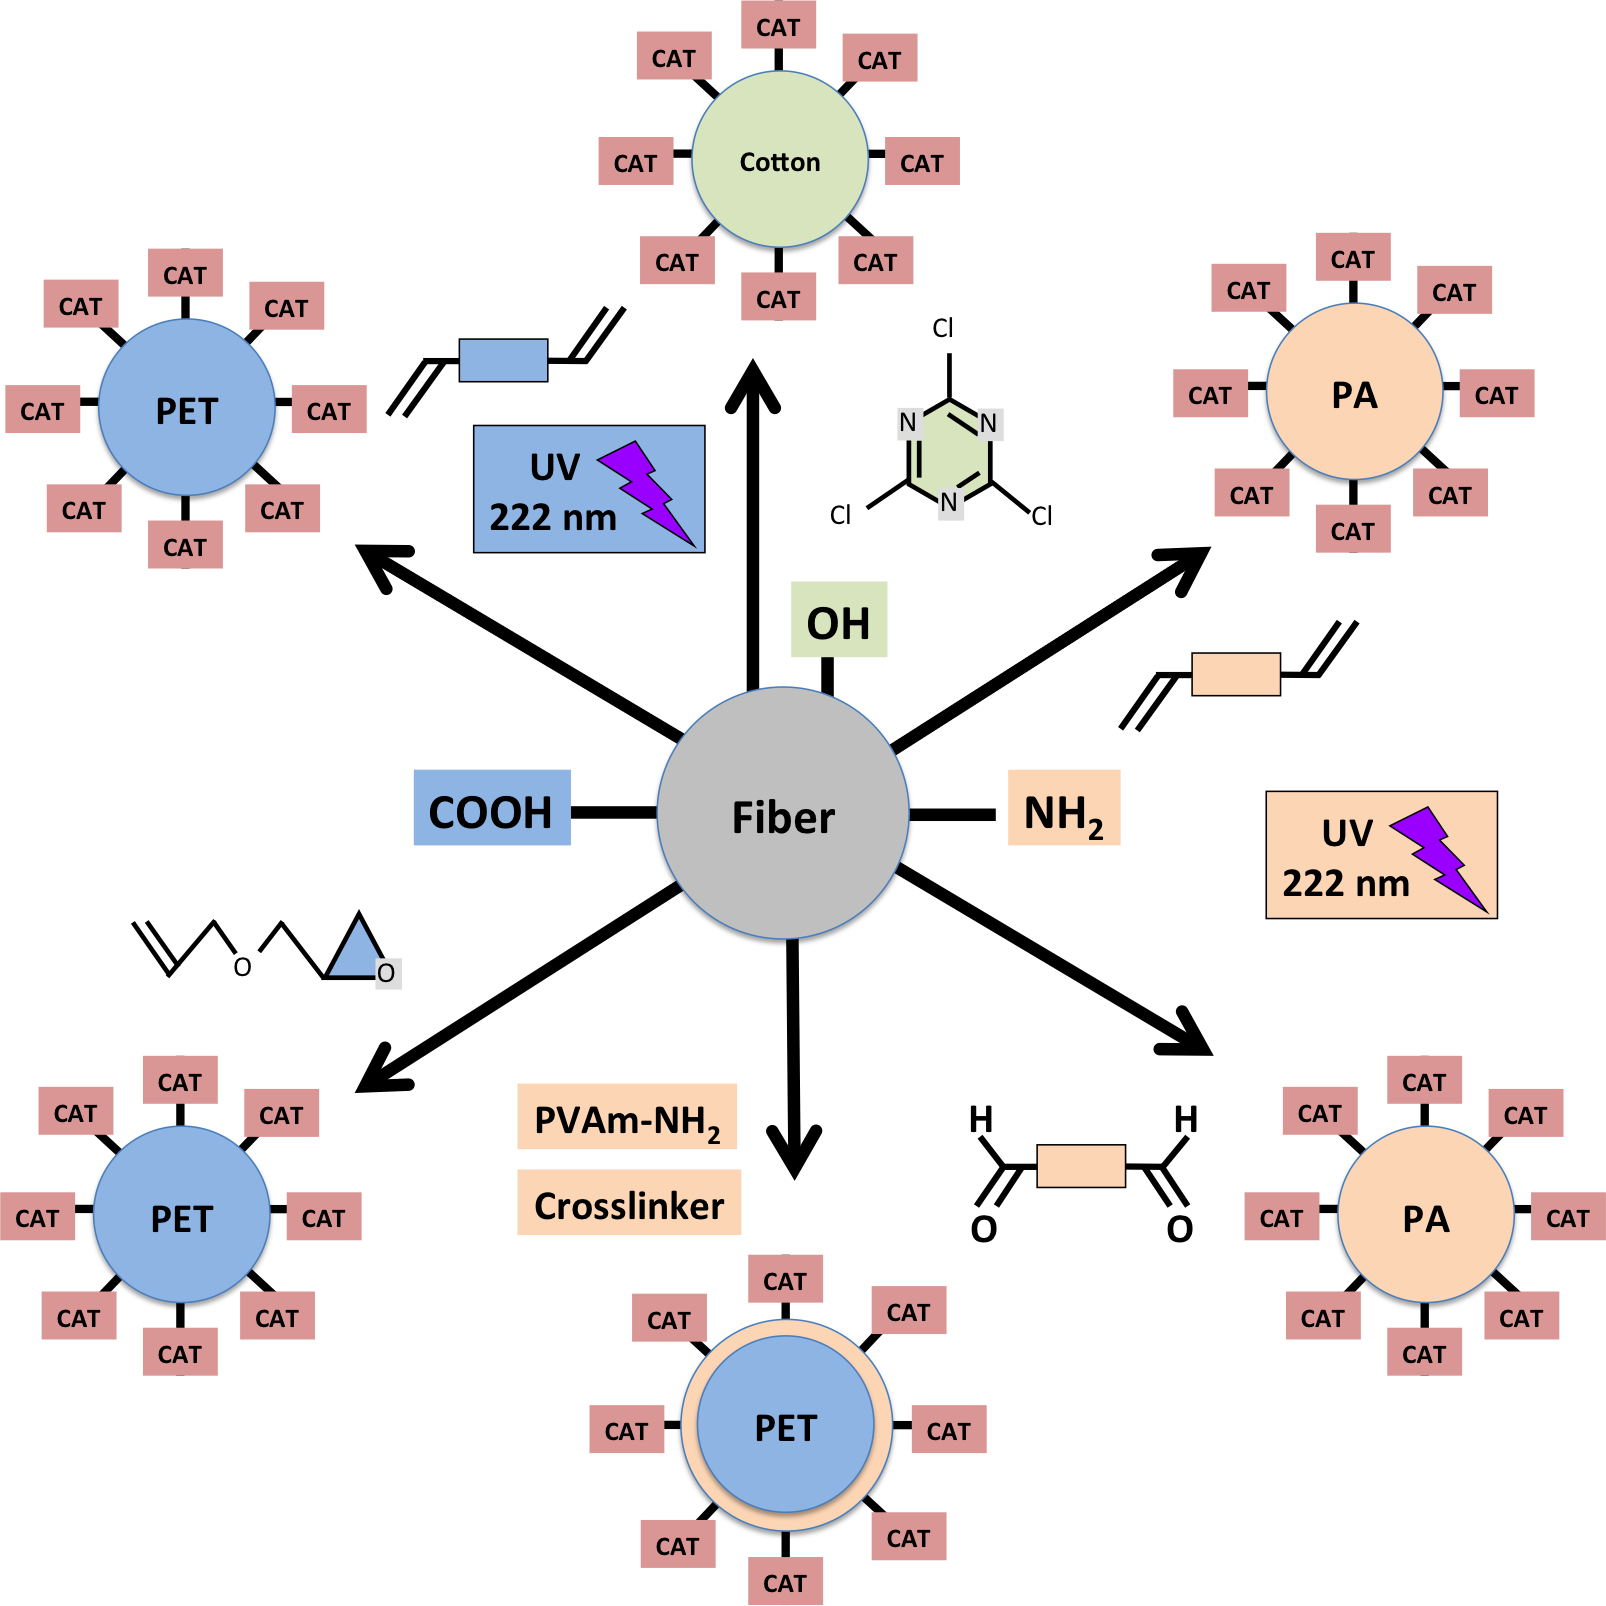 CAT
CAT
CAT
CAT
Cotton
CAT
CAT
CAT
CAT
CAT
CAT
CAT
CAT
PET
CAT
CAT
CAT
CAT
CAT
CAT
CAT
CAT
PA
CAT
CAT
CAT
CAT
UV
222 nm
Cl
N
N
N
Cl
Cl
OH
COOH
Fiber
NH₂
UV
222 nm
O
O
CAT
CAT
CAT
CAT
PET
CAT
CAT
CAT
CAT
PVAm-NH₂
Crosslinker
H
H
O
O
CAT
CAT
CAT
CAT
PA
CAT
CAT
CAT
CAT
CAT
CAT
CAT
CAT
PET
CAT
CAT
CAT
CAT